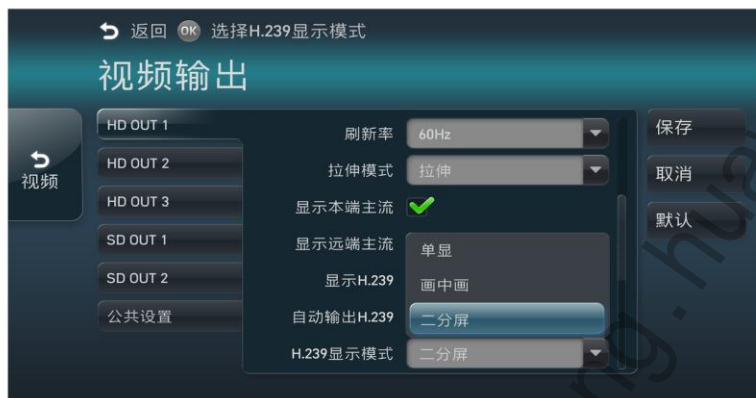 返回 OK 选择H.239显示模式
视频输出
视频
HD OUT 1
HD OUT 2
HD OUT 3
SD OUT 1
SD OUT 2
公共设置
刷新率 60Hz
拉伸模式 拉伸
显示本端主流
显示远端主流
显示H.239
自动输出H.239
单显
画中画
二分屏
H.239显示模式 二分屏
保存
取消
默认
ng.hua